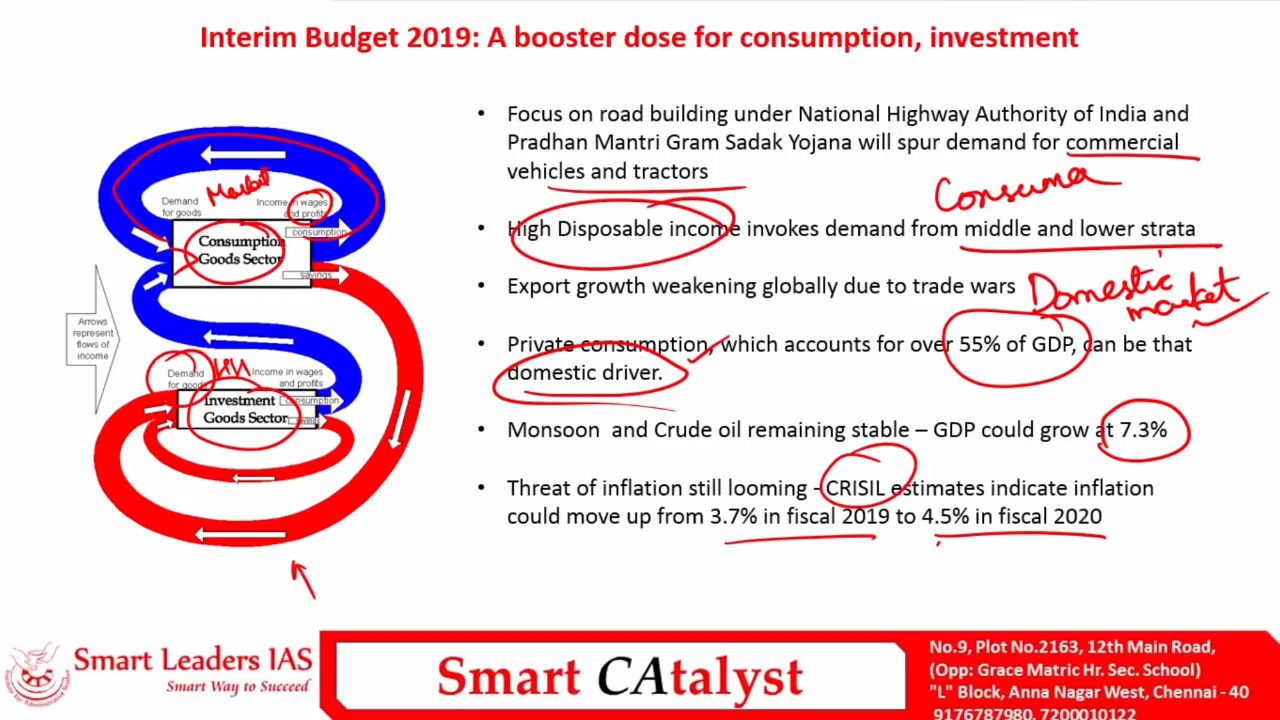 Interim Budget 2019: A booster dose for consumption, investment
Demand
for goods
Market
Income in wages
and profits
consumption
Consumption
Goods Sector
savings
Arrows
represent
flows of
income
Demand
for goods
Income in wages
and profits
consumption
Investment
Goods Sector
• Focus on road building under National Highway Authority of India and
Pradhan Mantri Gram Sadak Yojana will spur demand for commercial
vehicles and tractors
Consumer
• High Disposable income invokes demand from middle and lower strata
• Export growth weakening globally due to trade wars
Domestic
market
• Private consumption, which accounts for over 55% of GDP, can be that
domestic driver.
• Monsoon and Crude oil remaining stable – GDP could grow at 7.3%
• Threat of inflation still looming - CRISIL estimates indicate inflation
could move up from 3.7% in fiscal 2019 to 4.5% in fiscal 2020
Smart Leaders IAS
Smart Way to Succeed
Smart CAtalyst
No.9, Plot No.2163, 12th Main Road,
(Opp: Grace Matric Hr. Sec. School)
"L" Block, Anna Nagar West, Chennai - 40
9176787980, 7200010122